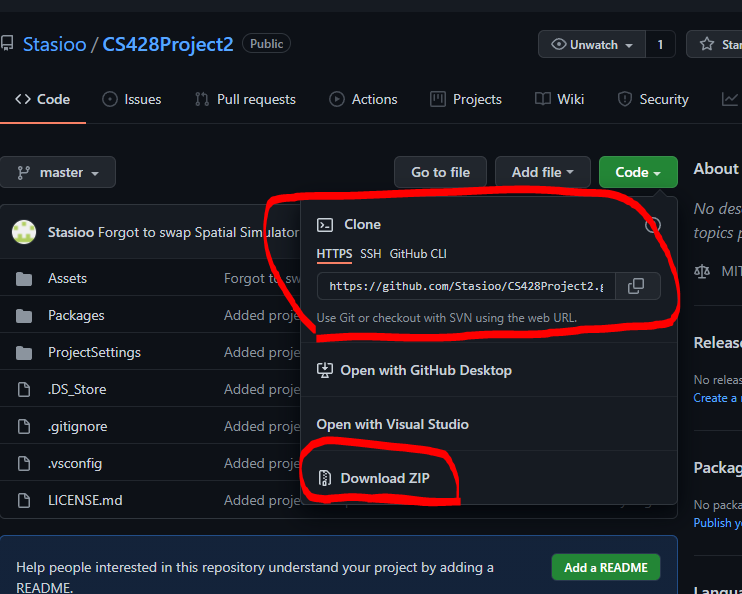 Stasioo / CS428Project2 Public
Unwatch 1
Code Issues Pull requests Actions Projects Wiki Security
master Go to file Add file Code
About
Stasioo Forgot to swap Spatial Simulator
Clone
HTTPS SSH GitHub CLI
https://github.com/Stasioo/CS428Project2.g
Use Git or checkout with SVN using the web URL.
Open with GitHub Desktop
Open with Visual Studio
Download ZIP
Assets Forgot to sw
Packages Added proje
ProjectSettings Added proje
.DS_Store Added proje
.gitignore Added proje
.vsconfig Added proje
LICENSE.md Added proje
Help people interested in this repository understand your project by adding a
README.
Add a README
No des
topics p
MIT
Release
No releas
Create a
Packag
No packa
Publish yo
Langua